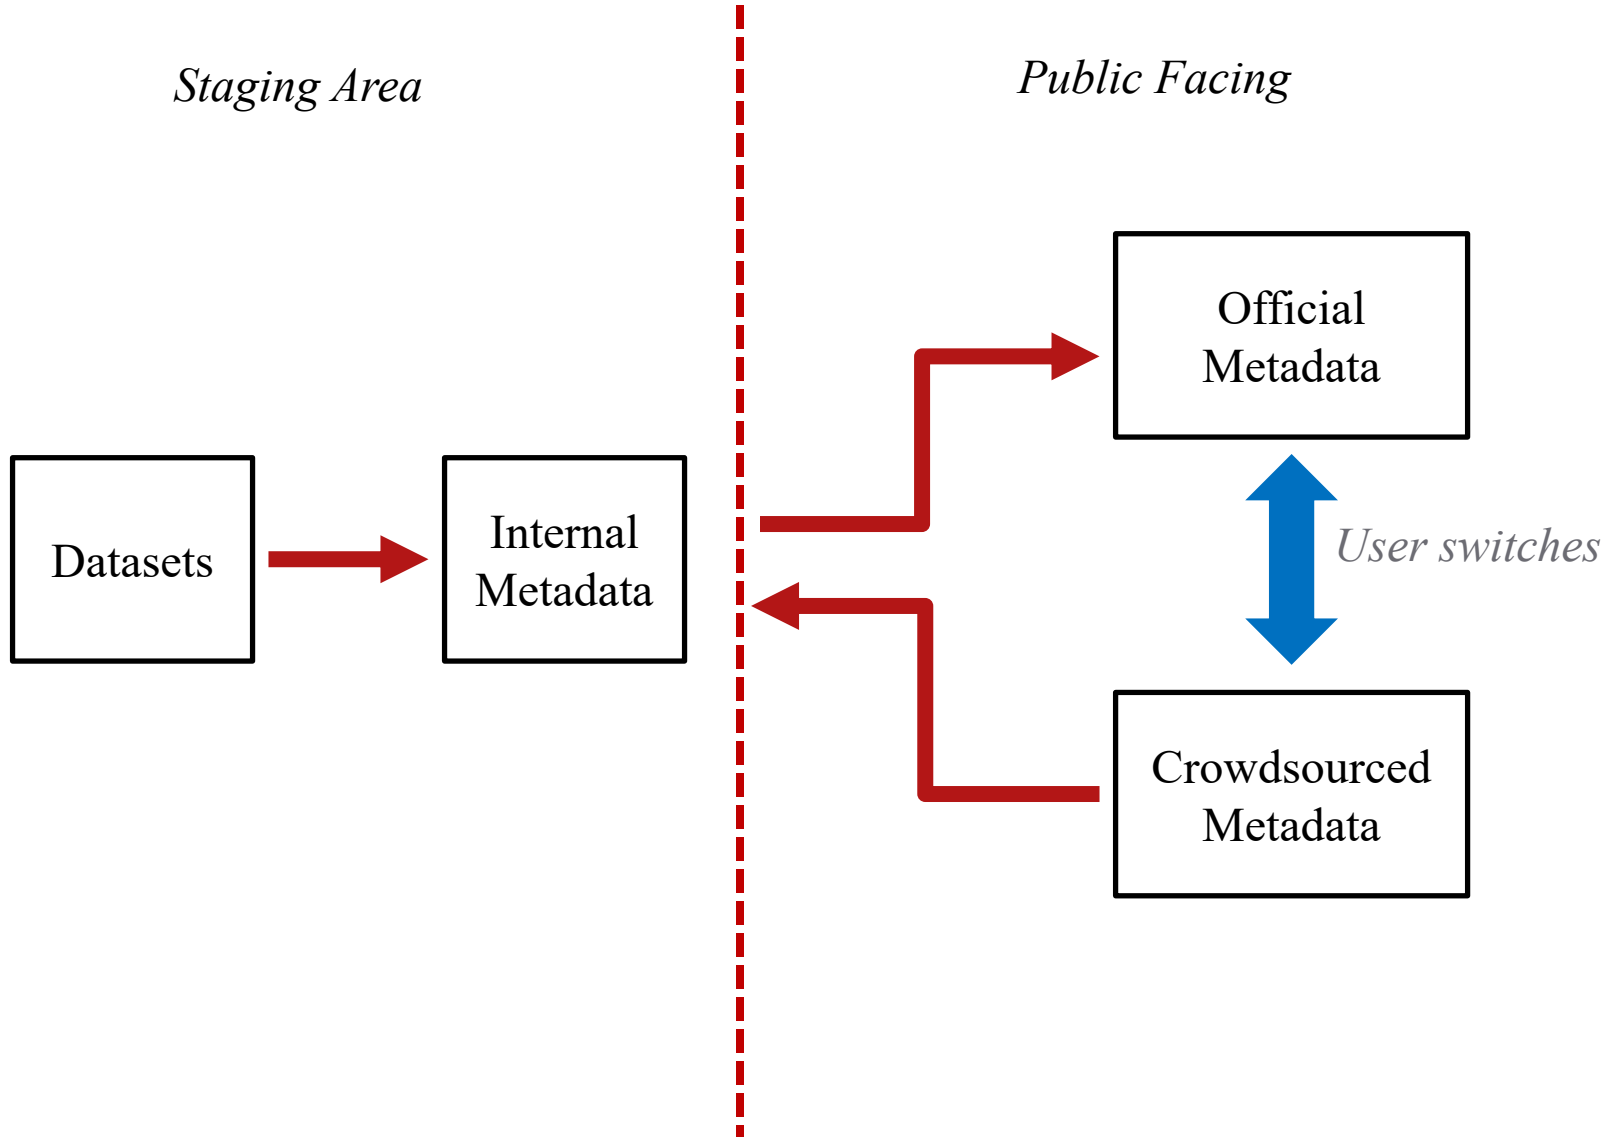 Staging Area
Public Facing
Official
Metadata
Datasets
Internal
Metadata
User switches
Crowdsourced
Metadata